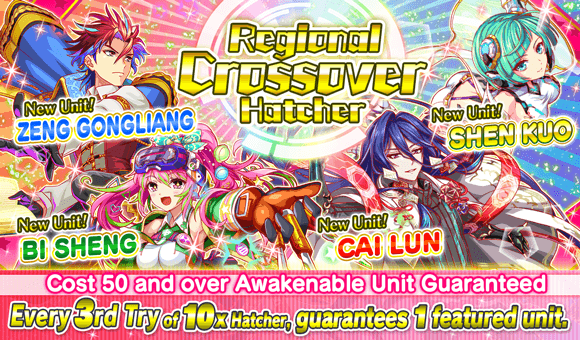 Regional
Crossover
Hatcher
New Unit!
ZENG GONGLIANG
New Unit!
SHEN KUO
New Unit!
BI SHENG
New Unit!
CAI LUN
Cost 50 and over Awakenable Unit Guaranteed
Every 3rd Try of 10x Hatcher, guarantees 1 featured unit.